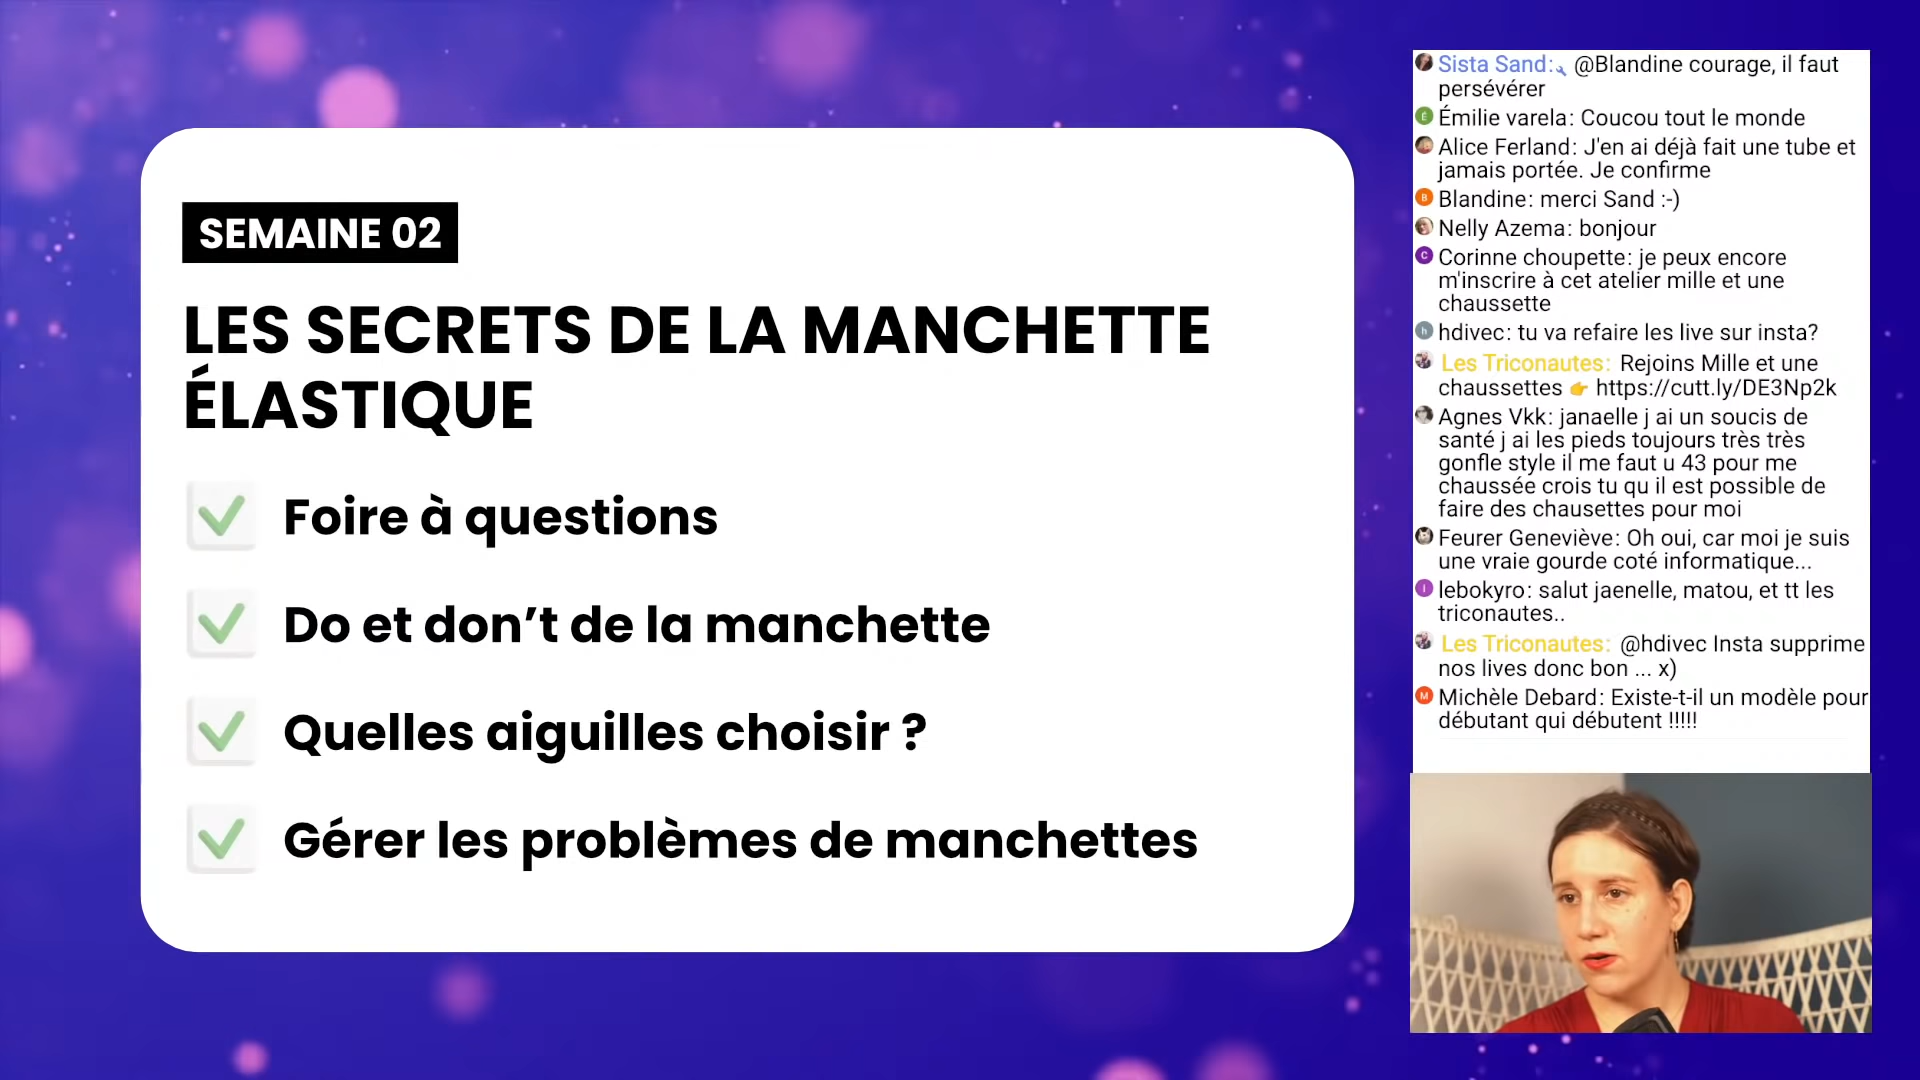 SEMAINE 02
LES SECRETS DE LA MANCHETTE
ÉLASTIQUE
Foire à questions
Do et don’t de la manchette
Quelles aiguilles choisir ?
Gérer les problèmes de manchettes
Sista Sand: @Blandine courage, il faut
persévérer
É Émilie varela: Coucou tout le monde
Alice Ferland: J'en ai déjà fait une tube et
jamais portée. Je confirme
B Blandine: merci Sand :-)
Nelly Azema: bonjour
C Corinne choupette: je peux encore
m'inscrire à cet atelier mille et une
chaussette
h hdivec: tu va refaire les live sur insta?
Les Triconautes: Rejoins Mille et une
chaussettes 👉 https://cutt.ly/DE3Np2k
Agnes Vkk: janaelle j ai un soucis de
santé j ai les pieds toujours très très
gonfle style il me faut u 43 pour me
chaussée crois tu qu il est possible de
faire des chausettes pour moi
Feurer Geneviève: Oh oui, car moi je suis
une vraie gourde coté informatique...
l lebokyro: salut jaenelle, matou, et tt les
triconautes..
Les Triconautes: @hdivec Insta supprime
nos lives donc bon ... x)
M Michèle Debard: Existe-t-il un modèle pour
débutant qui débutent !!!!!